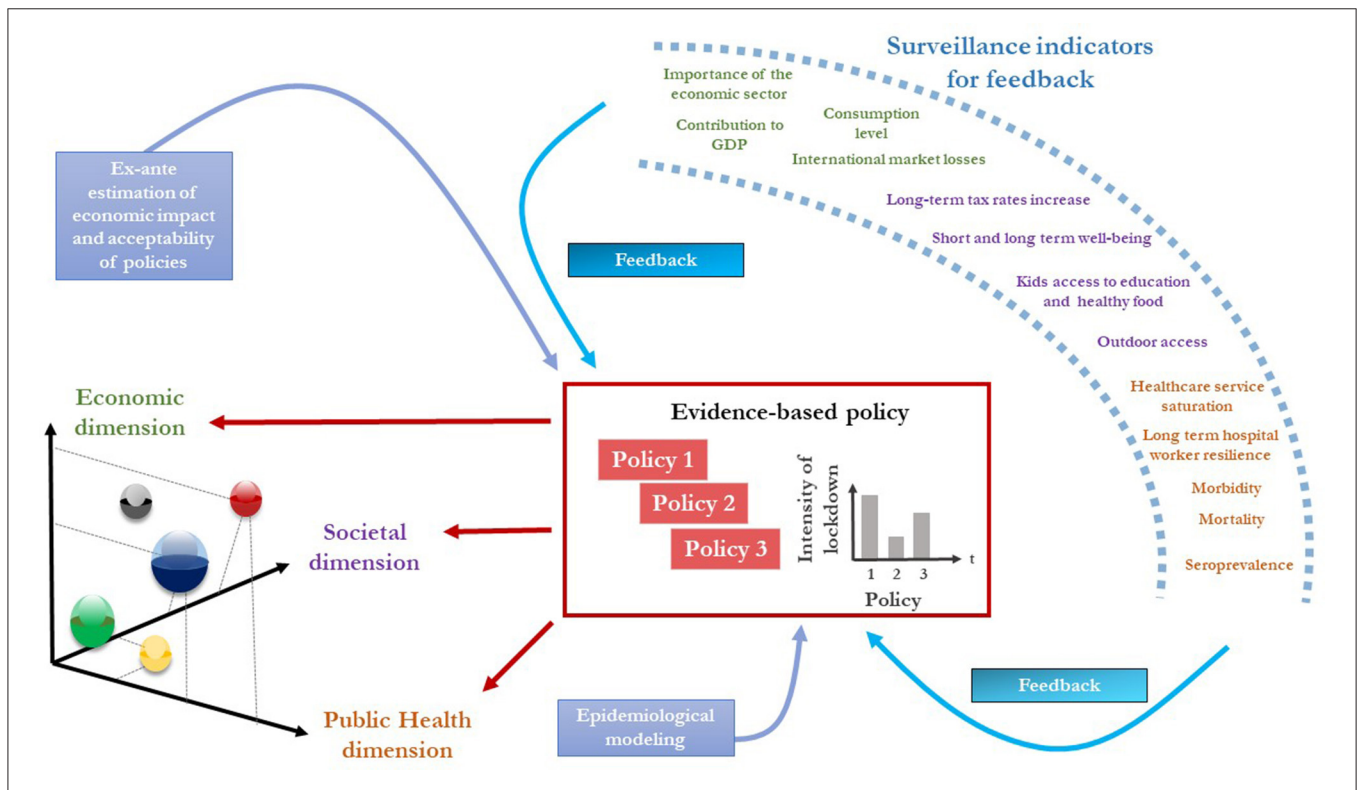 Surveillance indicators
for feedback
Importance of the
economic sector
Consumption
level
Contribution to
GDP
International market losses
Ex-ante
estimation of
economic impact
and acceptability
of policies
Long-term tax rates increase
Short and long term well-being
Feedback
Kids access to education
and healthy food
Outdoor access
Healthcare service
saturation
Long term hospital
worker resilience
Morbidity
Mortality
Seroprevalence
Economic
dimension
Evidence-based policy
Policy 1
Policy 2
Policy 3
Intensity of
lockdown
t
1 2 3
Policy
Societal
dimension
Public Health
dimension
Epidemiological
modeling
Feedback